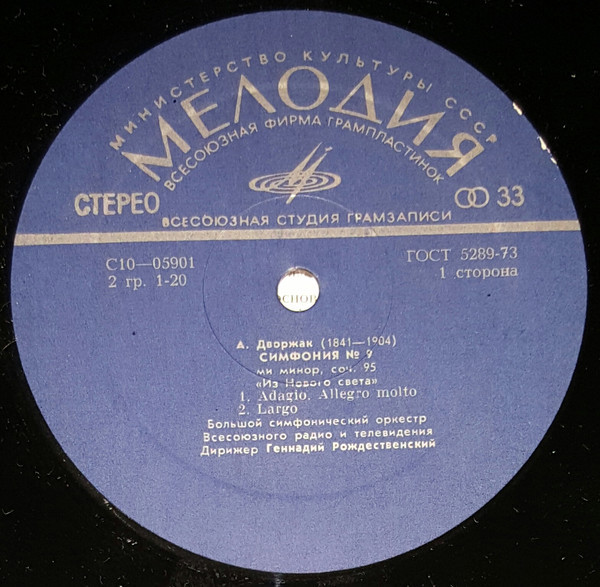 МИНИСТЕРСТВО КУЛЬТУРЫ СССР
МЕЛОДИЯ
ВСЕСОЮЗНАЯ ФИРМА ГРАМПЛАСТИНОК
СТЕРЕО
33
ВСЕСОЮЗНАЯ СТУДИЯ ГРАМЗАПИСИ
С10—05901
ГОСТ 5289-73
2 гр. 1-20
1 сторона
А. Дворжак (1841—1904)
СИМФОНИЯ № 9
ми минор, соч. 95
«Из Нового света»
1. Adagio. Allegro molto
2. Largo
Большой симфонический оркестр
Всесоюзного радио и телевидения
Дирижер Геннадий Рождественский